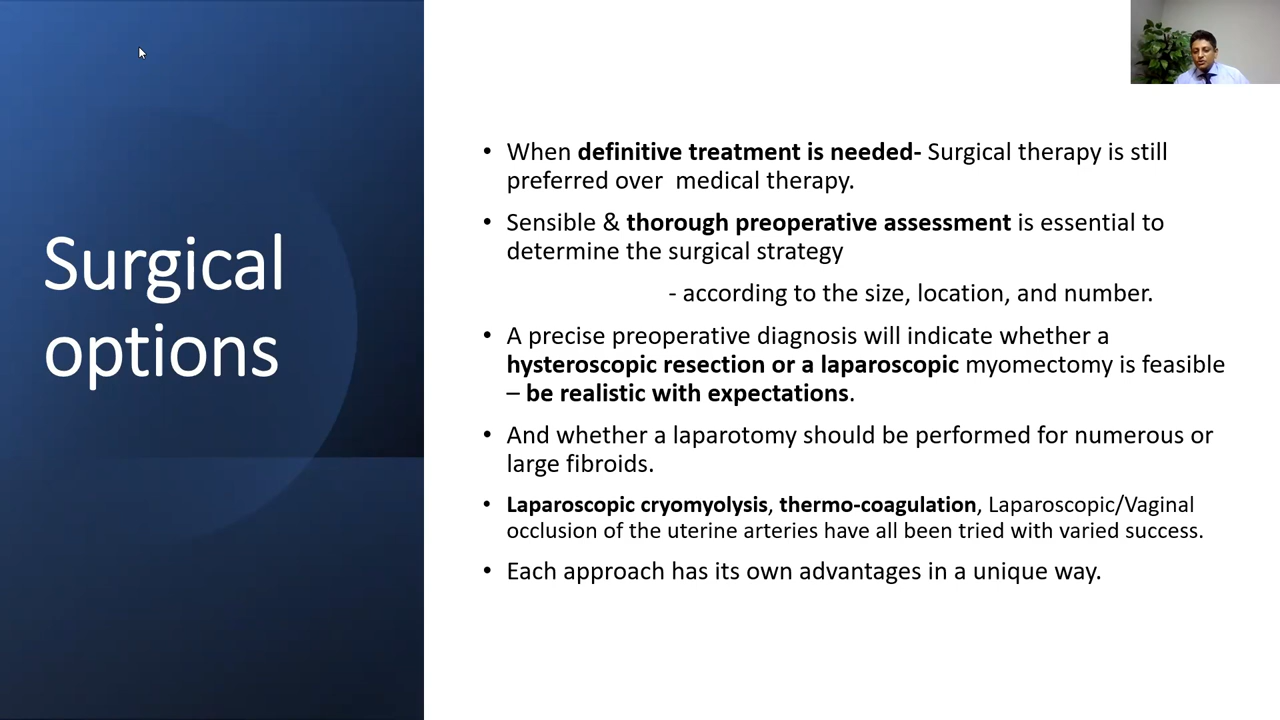 Surgical
options
• When definitive treatment is needed- Surgical therapy is still
preferred over  medical therapy.
• Sensible & thorough preoperative assessment is essential to
determine the surgical strategy
- according to the size, location, and number.
• A precise preoperative diagnosis will indicate whether a
hysteroscopic resection or a laparoscopic myomectomy is feasible
– be realistic with expectations.
• And whether a laparotomy should be performed for numerous or
large fibroids.
• Laparoscopic cryomyolysis, thermo-coagulation, Laparoscopic/Vaginal
occlusion of the uterine arteries have all been tried with varied success.
• Each approach has its own advantages in a unique way.